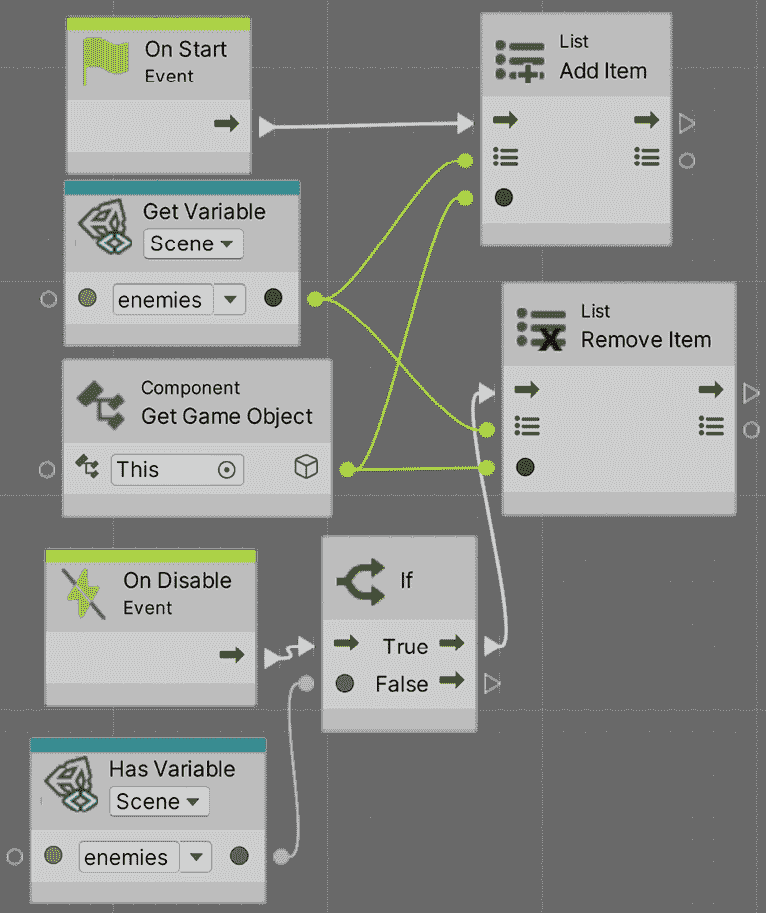 On Start
Event
List
Add Item
Get Variable
Scene
enemies
List
Remove Item
Component
Get Game Object
This
On Disable
Event
If
True
False
Has Variable
Scene
enemies